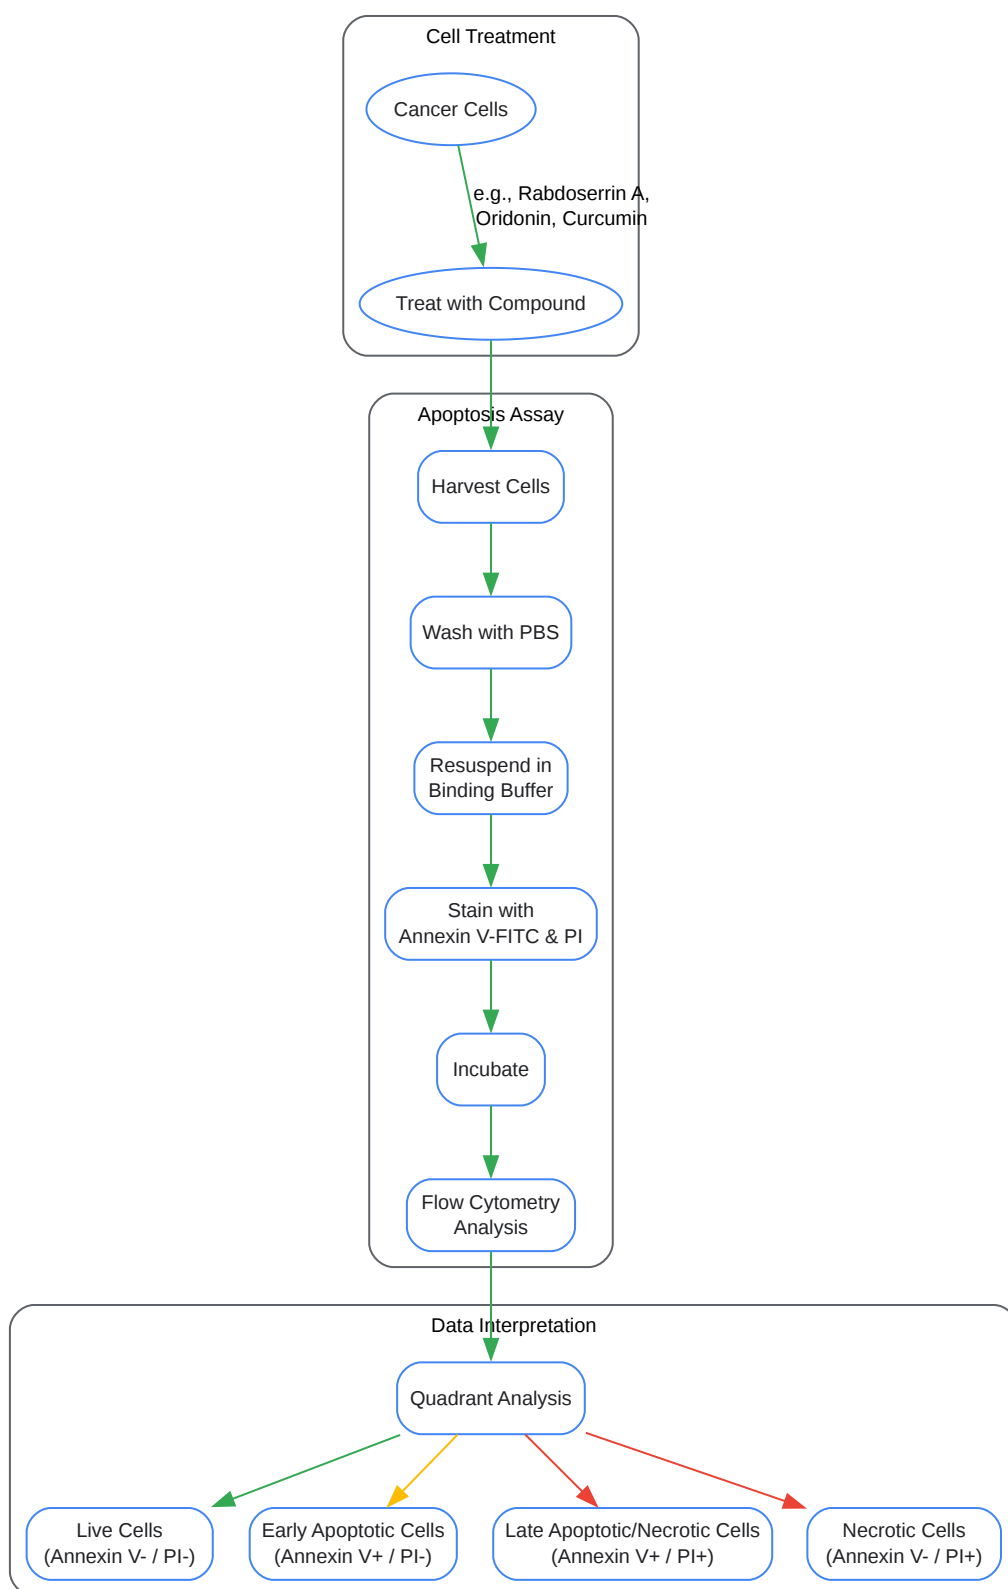 Cell Treatment
Cancer Cells
e.g., Rabdoserrin A,
Oridonin, Curcumin
Treat with Compound
Apoptosis Assay
Harvest Cells
Wash with PBS
Resuspend in
Binding Buffer
Stain with
Annexin V-FITC & PI
Incubate
Flow Cytometry
Analysis
Data Interpretation
Quadrant Analysis
Live Cells
(Annexin V- / PI-)
Early Apoptotic Cells
(Annexin V+ / PI-)
Late Apoptotic/Necrotic Cells
(Annexin V+ / PI+)
Necrotic Cells
(Annexin V- / PI+)